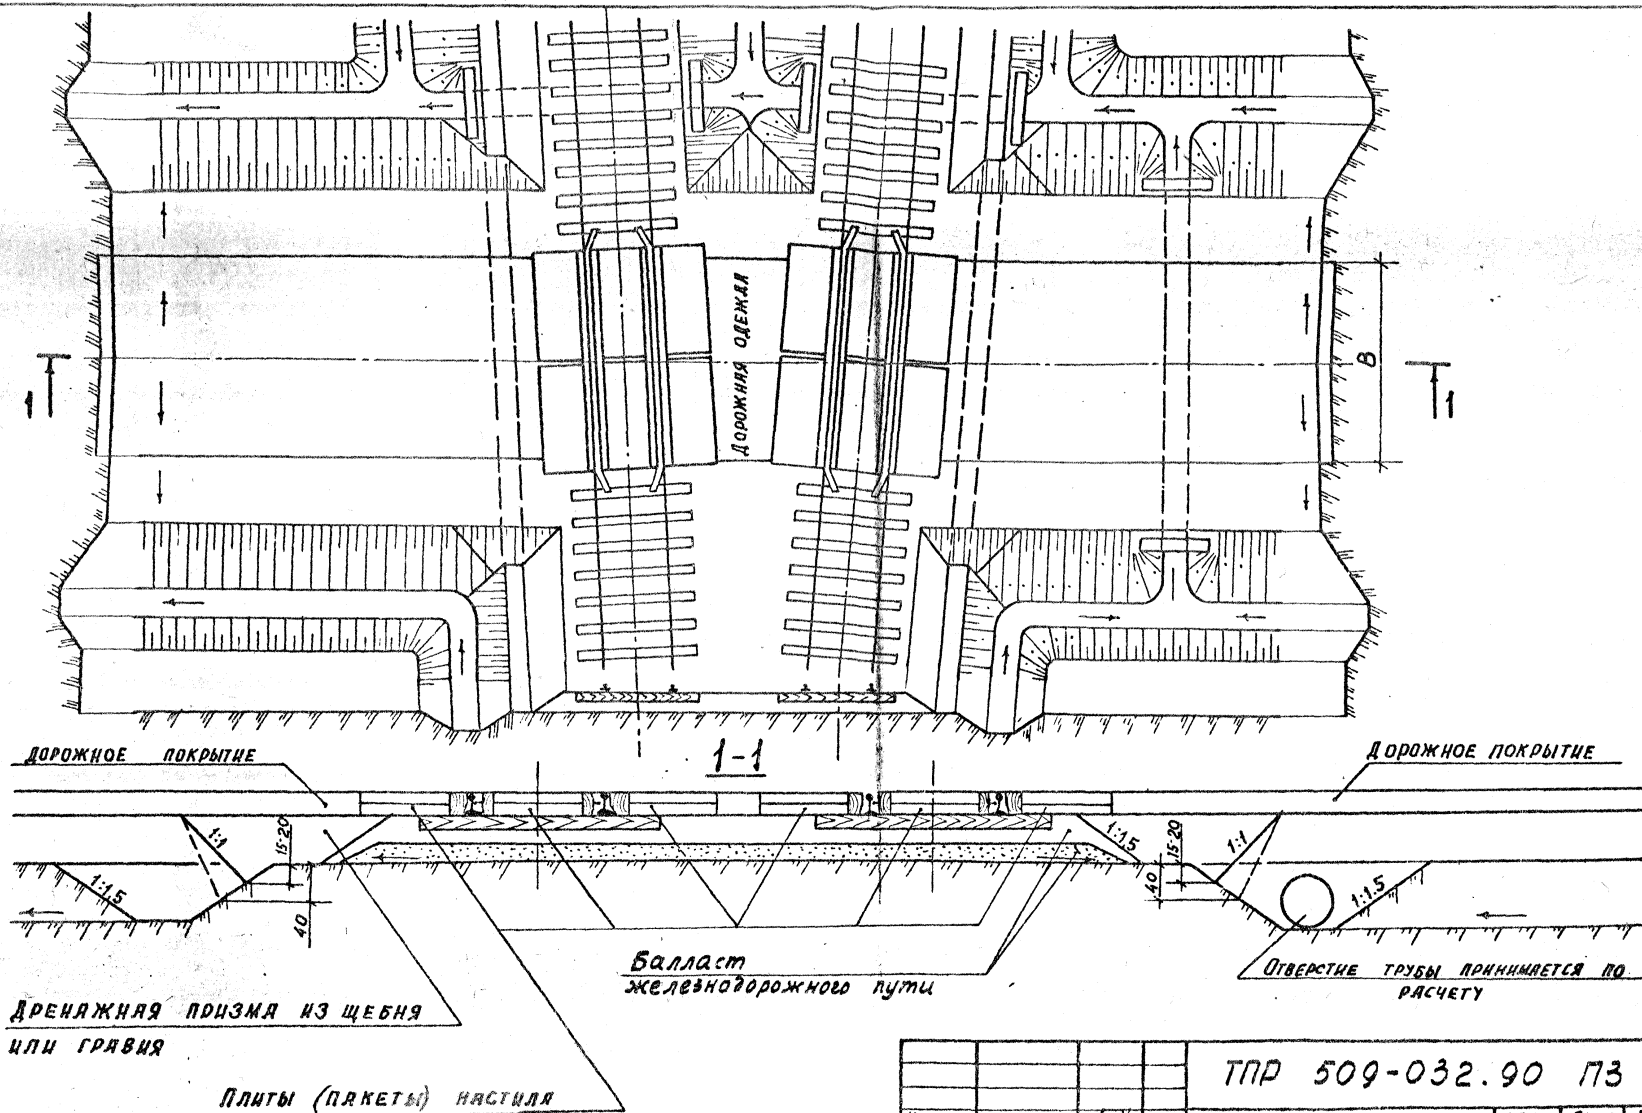 ДОРОЖНАЯ ОДЕЖДА
В
1
1
1-1
ДОРОЖНОЕ ПОКРЫТИЕ
ДОРОЖНОЕ ПОКРЫТИЕ
1:1
15÷20
1:1.5
40
1:1.5
15÷20
40
1:1
1:1.5
Балласт
железнодорожного пути
ОТВЕРСТИЕ ТРУБЫ ПРИНИМАЕТСЯ ПО
РАСЧЕТУ
ДРЕНАЖНАЯ ПРИЗМА ИЗ ЩЕБНЯ
ИЛИ ГРАВИЯ
ПЛИТЫ (ПАКЕТЫ) НАСТИЛА
ТПР 509-032.90 ПЗ